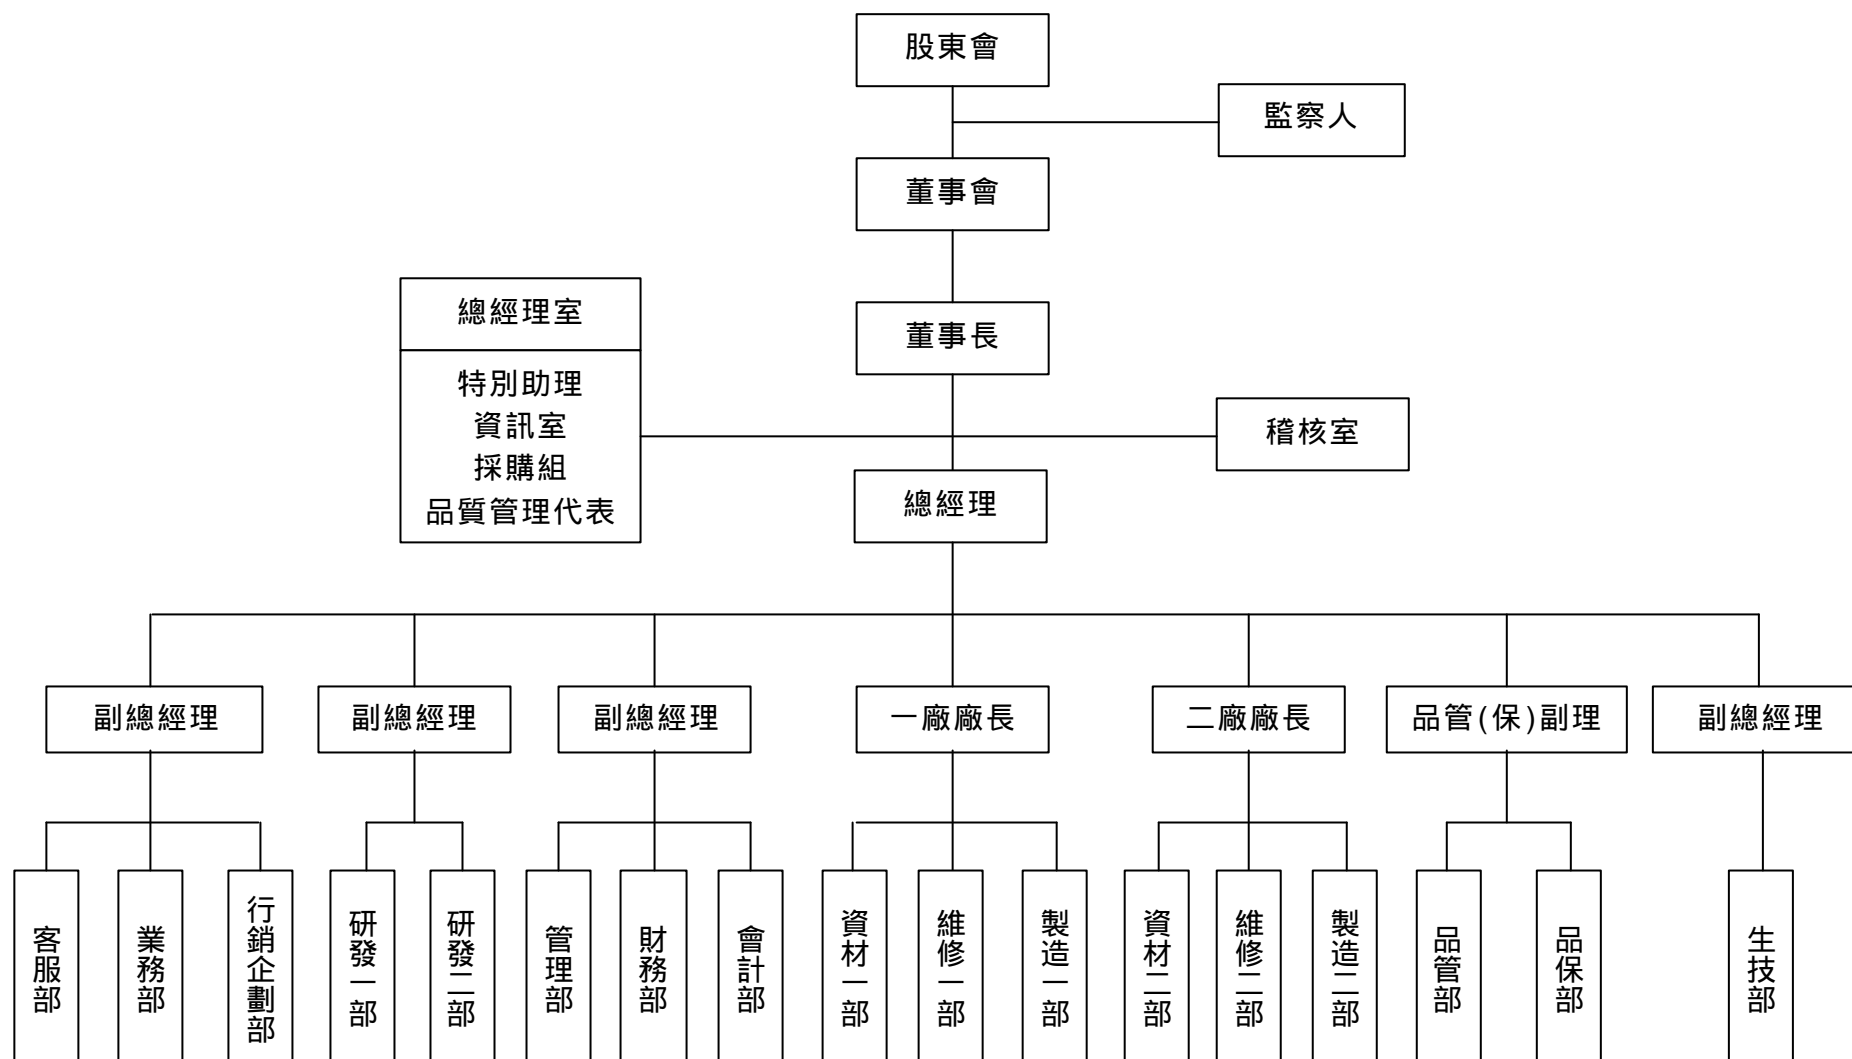 股東會
監察人
董事會
總經理室
董事長
特別助理
資訊室
採購組
品質管理代表
稽核室
總經理
副總經理
副總經理
副總經理
一廠廠長
二廠廠長
品管(保)副理
副總經理
客服部
業務部
行銷企劃部
研發一部
研發二部
管理部
財務部
會計部
資材一部
維修一部
製造一部
資材二部
維修二部
製造二部
品管部
品保部
生技部